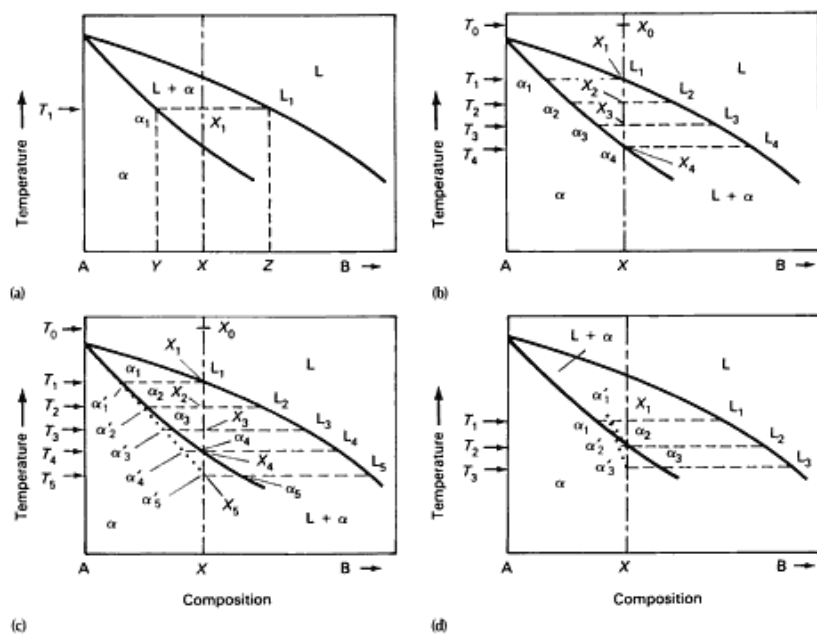 L
L + α
L₁
T₁
α₁
X₁
α
Temperature
A
Y
X
Z
B
(a)
T₀
X₀
X₁
L₁
L
T₁
α₁
X₂
L₂
T₂
α₂
X₃
L₃
T₃
α₃
L₄
T₄
α₄
X₄
L + α
α
Temperature
A
X
B
(b)
T₀
X₀
X₁
L
T₁
α₁
L₁
α′₁
α₂
X₂
L₂
T₂
α′₂
α₃
X₃
L₃
T₃
α′₃
α₄
L₄
T₄
X₄
α′₄
L₅
T₅
α′₅
X₅
α₅
L + α
α
Temperature
A
X
B
Composition
(c)
L + α
L
α′₁
X₁
L₁
T₁
α₁
α₂
L₂
T₂
α′₂
α₃
L₃
T₃
α′₃
α
Temperature
A
X
B
Composition
(d)